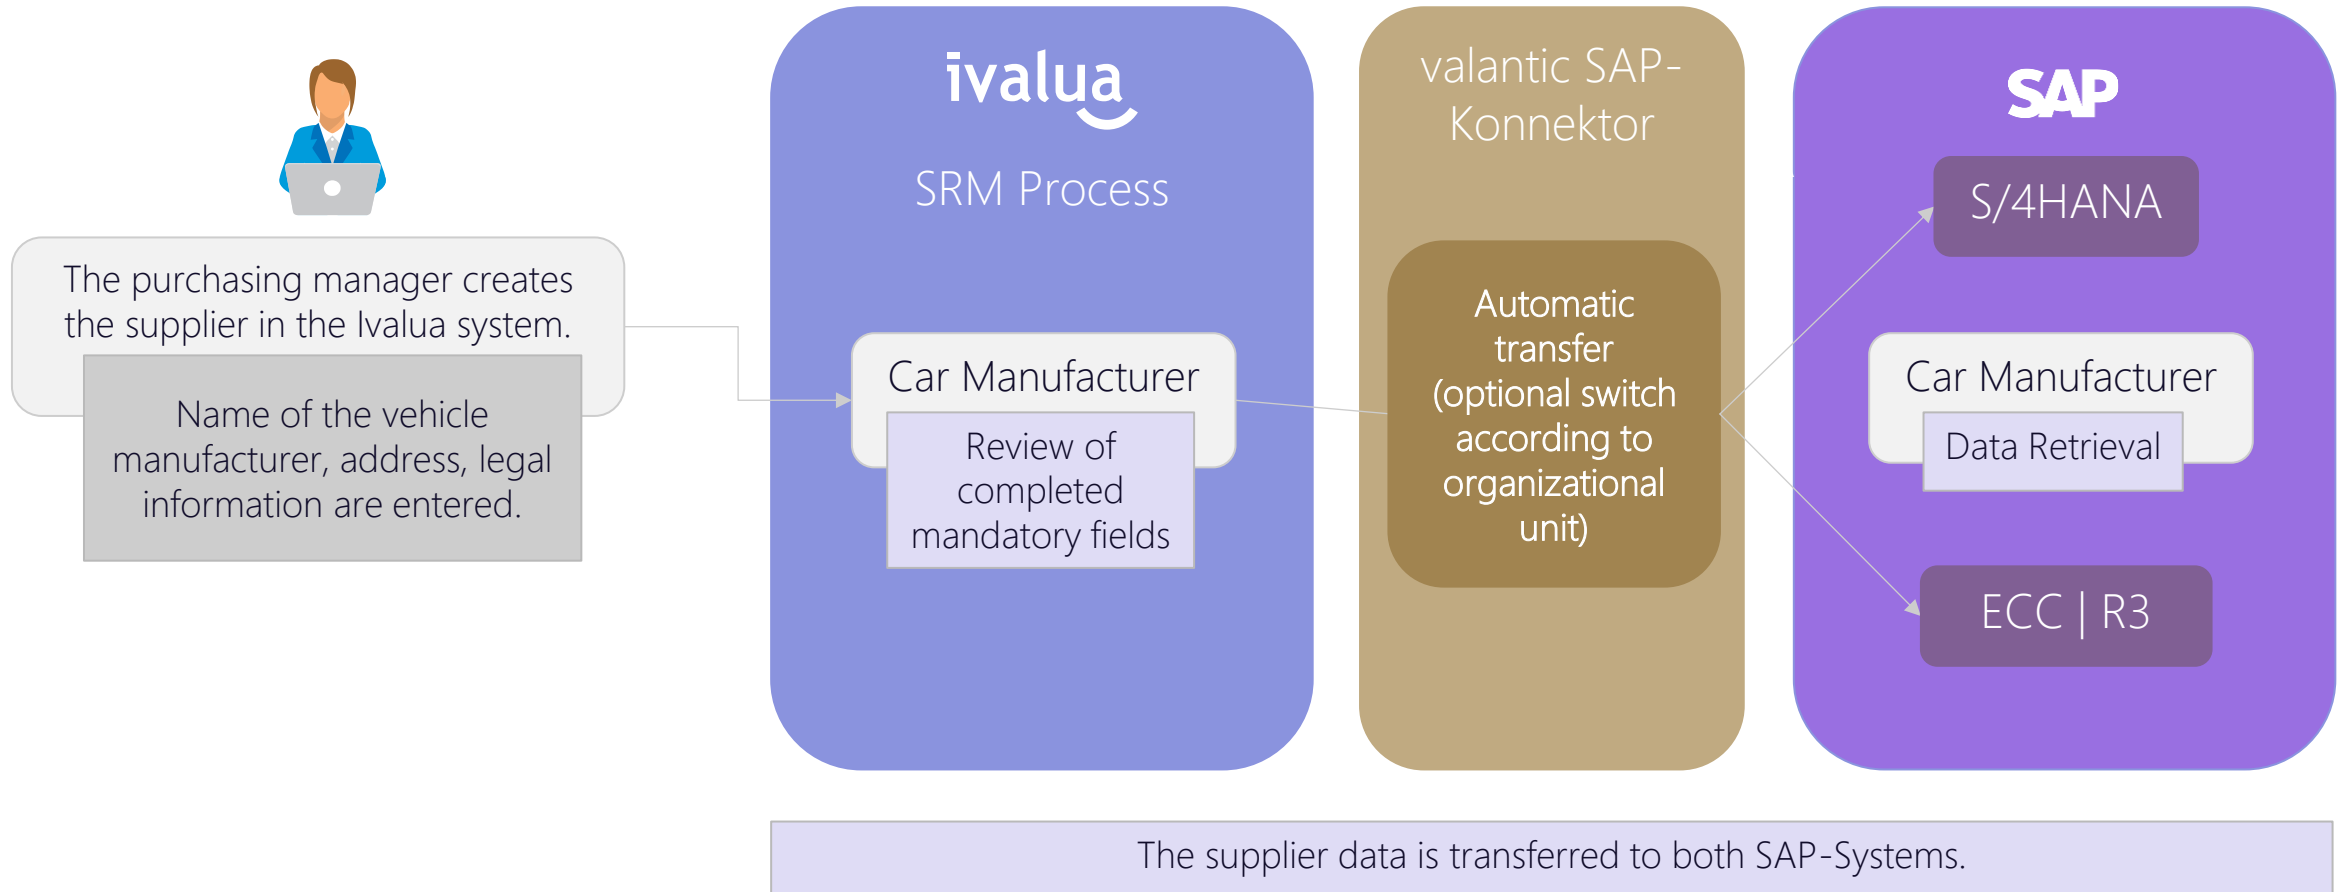 The purchasing manager creates
the supplier in the Ivalua system.
Name of the vehicle
manufacturer, address, legal
information are entered.
ivalua
SRM Process
Car Manufacturer
Review of
completed
mandatory fields
valantic SAP-
Konnektor
Automatic
transfer
(optional switch
according to
organizational
unit)
SAP
S/4HANA
Car Manufacturer
Data Retrieval
ECC | R3
The supplier data is transferred to both SAP-Systems.